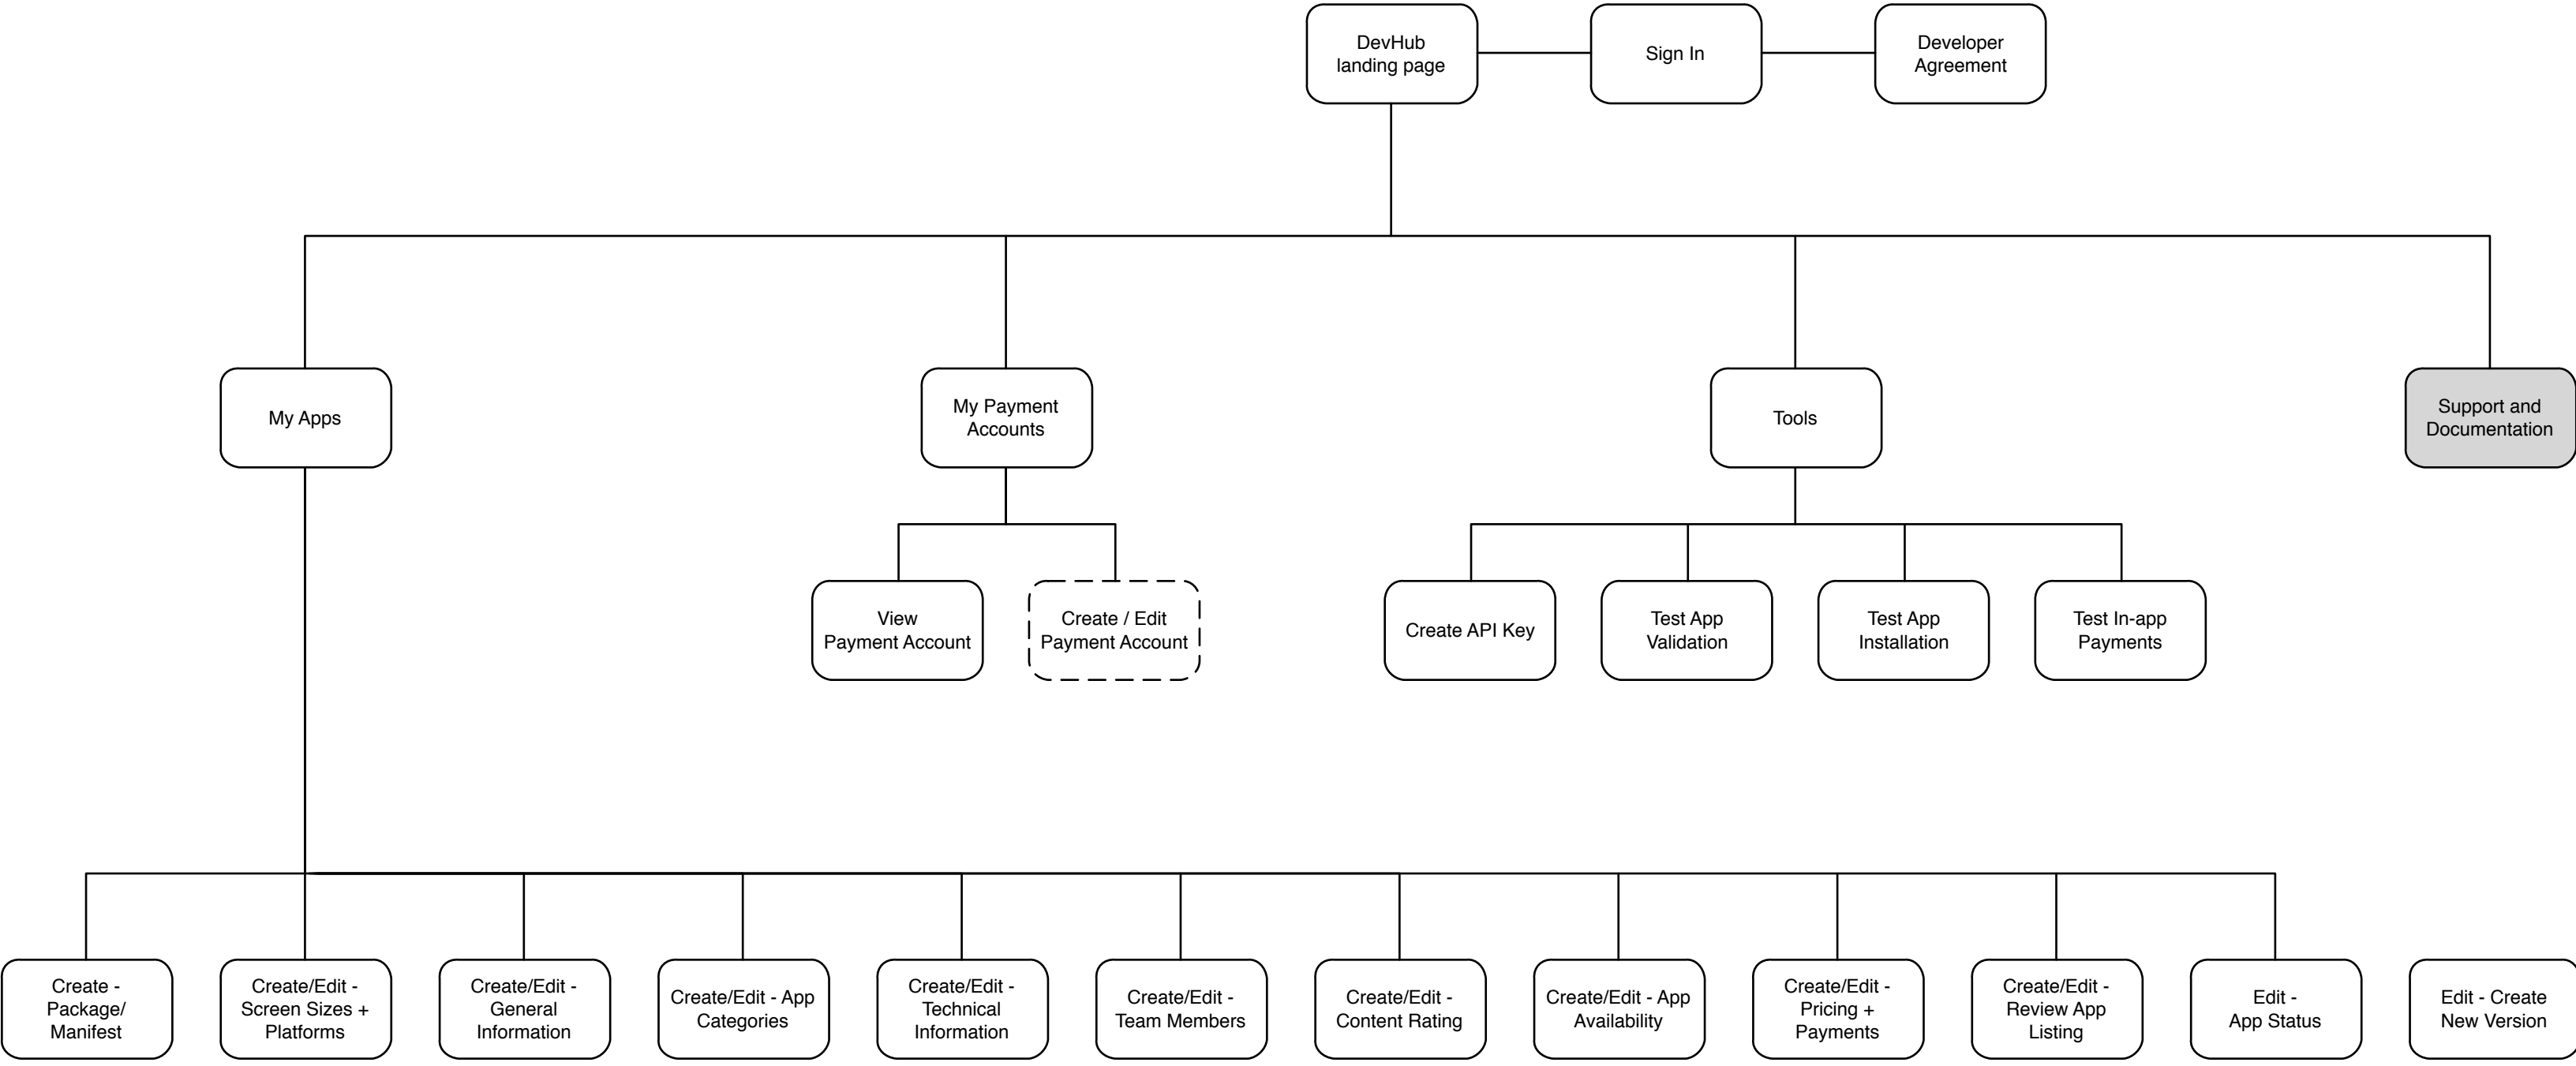 DevHub
landing page
Sign In
Developer
Agreement
My Apps
My Payment
Accounts
Tools
Support and
Documentation
View
Payment Account
Create / Edit
Payment Account
Create API Key
Test App
Validation
Test App
Installation
Test In-app
Payments
Create -
Package/
Manifest
Create/Edit -
Screen Sizes +
Platforms
Create/Edit -
General
Information
Create/Edit - App
Categories
Create/Edit -
Technical
Information
Create/Edit -
Team Members
Create/Edit -
Content Rating
Create/Edit - App
Availability
Create/Edit -
Pricing +
Payments
Create/Edit -
Review App
Listing
Edit -
App Status
Edit - Create
New Version